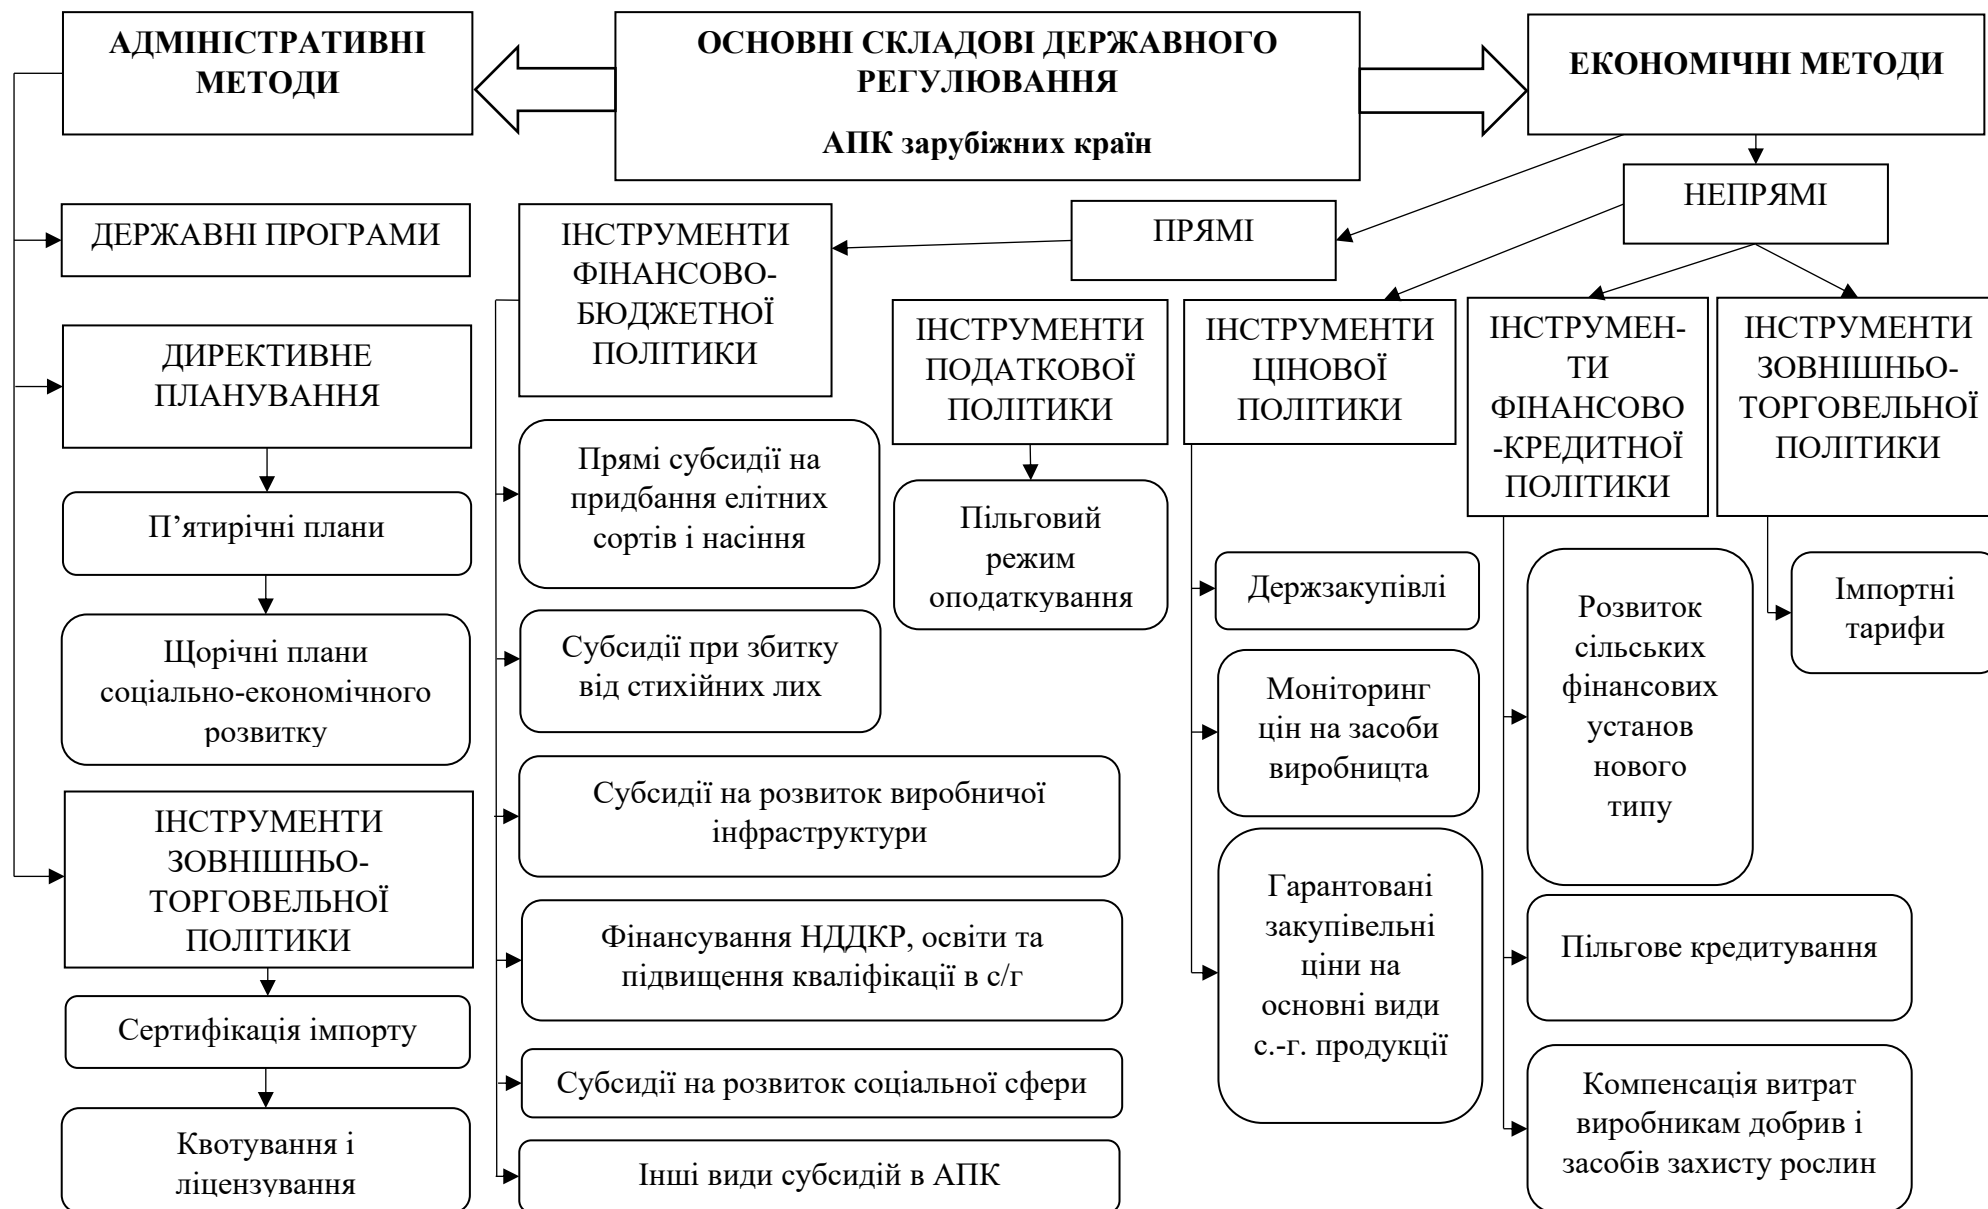 АДМІНІСТРАТИВНІ
МЕТОДИ
ОСНОВНІ СКЛАДОВІ ДЕРЖАВНОГО
РЕГУЛЮВАННЯ
АПК зарубіжних країн
ЕКОНОМІЧНІ МЕТОДИ
НЕПРЯМІ
ПРЯМІ
ДЕРЖАВНІ ПРОГРАМИ
ДИРЕКТИВНЕ
ПЛАНУВАННЯ
П’ятирічні плани
Щорічні плани
соціально-економічного
розвитку
ІНСТРУМЕНТИ
ЗОВНІШНЬО-
ТОРГОВЕЛЬНОЇ
ПОЛІТИКИ
Сертифікація імпорту
Квотування і
ліцензування
ІНСТРУМЕНТИ
ФІНАНСОВО-
БЮДЖЕТНОЇ
ПОЛІТИКИ
Прямі субсидії на
придбання елітних
сортів і насіння
Субсидії при збитку
від стихійних лих
Субсидії на розвиток виробничої
інфраструктури
Фінансування НДДКР, освіти та
підвищення кваліфікації в с/г
Субсидії на розвиток соціальної сфери
Інші види субсидій в АПК
ІНСТРУМЕНТИ
ПОДАТКОВОЇ
ПОЛІТИКИ
Пільговий
режим
оподаткування
ІНСТРУМЕНТИ
ЦІНОВОЇ
ПОЛІТИКИ
Держзакупівлі
Моніторинг
цін на засоби
виробницта
Гарантовані
закупівельні
ціни на
основні види
с.-г. продукції
ІНСТРУМЕН-
ТИ
ФІНАНСОВО
-КРЕДИТНОЇ
ПОЛІТИКИ
Розвиток
сільських
фінансових
установ
нового
типу
Пільгове кредитування
Компенсація витрат
виробникам добрив і
засобів захисту рослин
ІНСТРУМЕНТИ
ЗОВНІШНЬО-
ТОРГОВЕЛЬНОЇ
ПОЛІТИКИ
Імпортні
тарифи